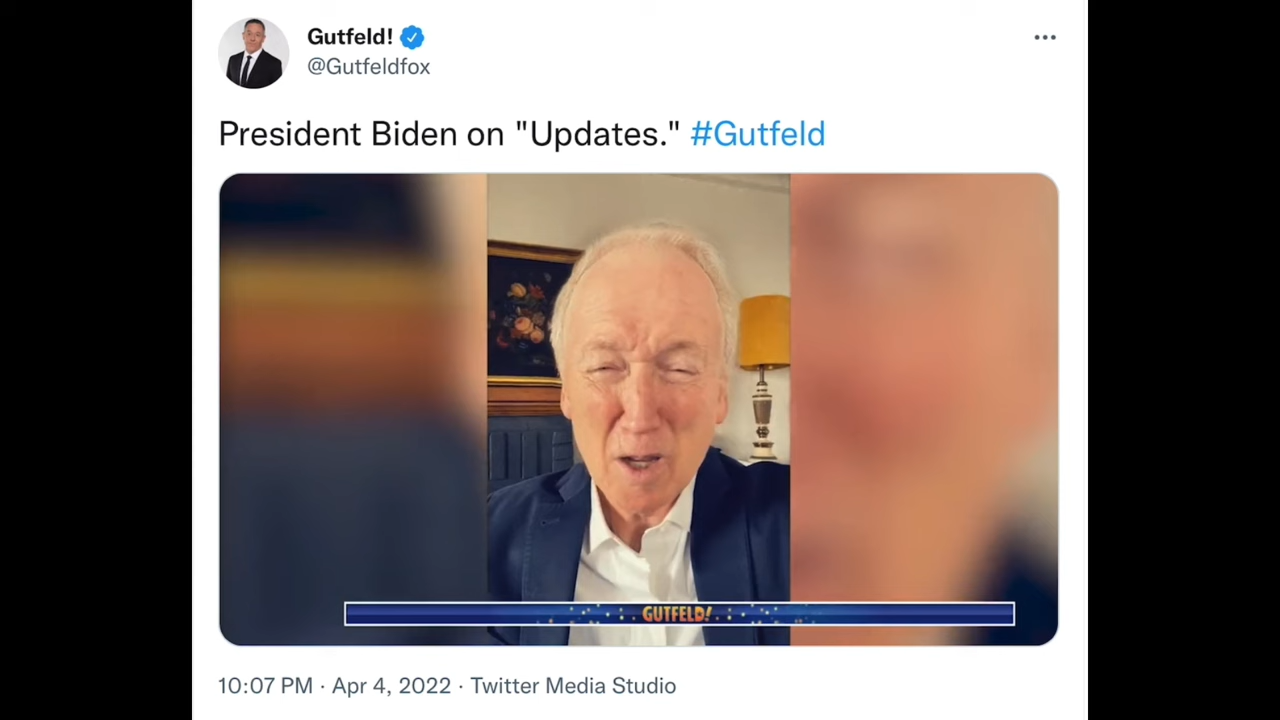 Gutfeld!
@Gutfeldfox
President Biden on "Updates." #Gutfeld
GUTFELD!
10:07 PM · Apr 4, 2022 · Twitter Media Studio